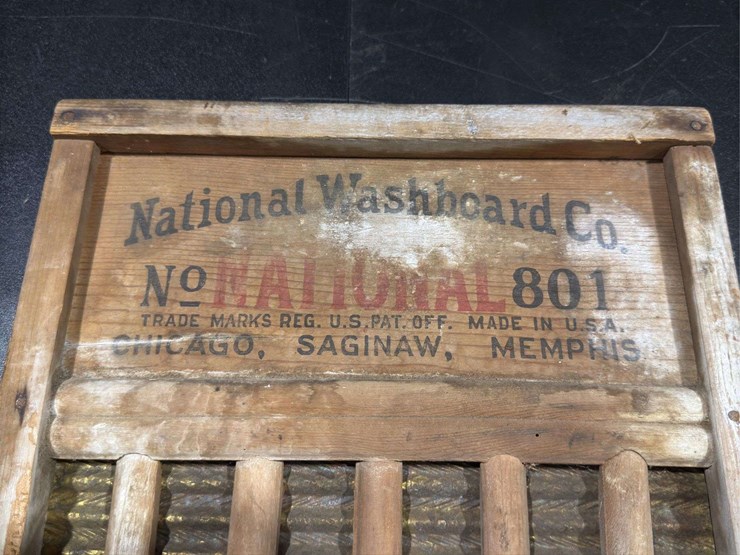 National Washboard Co.
No NATIONAL 801
TRADE MARKS REG. U.S. PAT. OFF. MADE IN U.S.A.
CHICAGO, SAGINAW, MEMPHIS